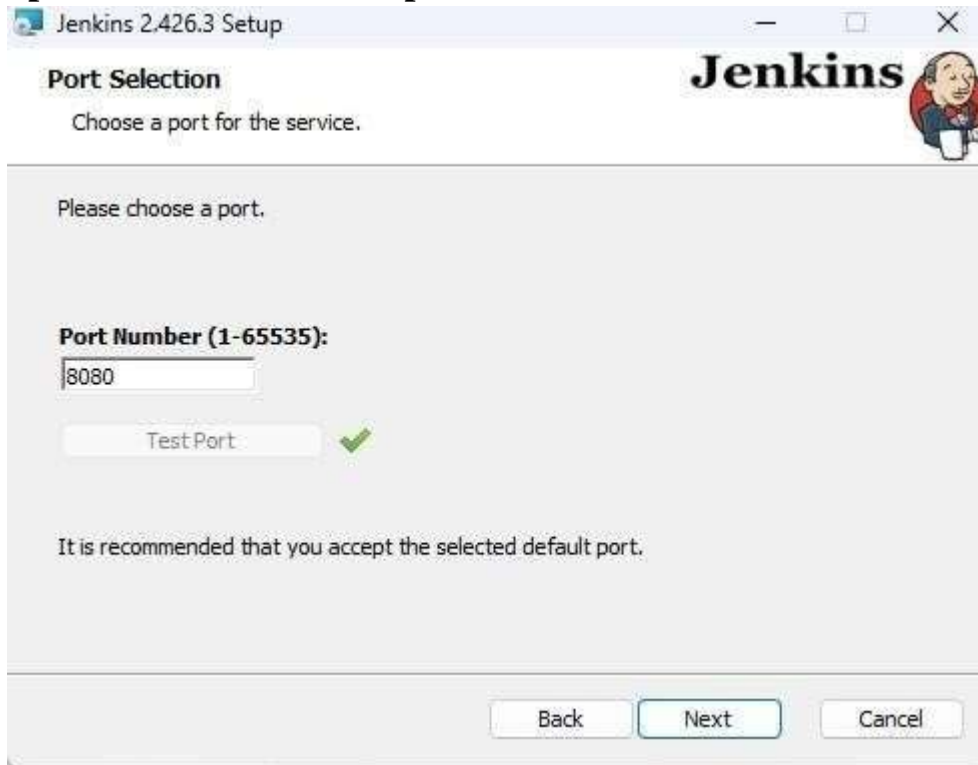 Jenkins 2.426.3 Setup
Port Selection
Jenkins
Choose a port for the service.
Please choose a port.
Port Number (1-65535):
8080
Test Port
It is recommended that you accept the selected default port.
Back Next Cancel